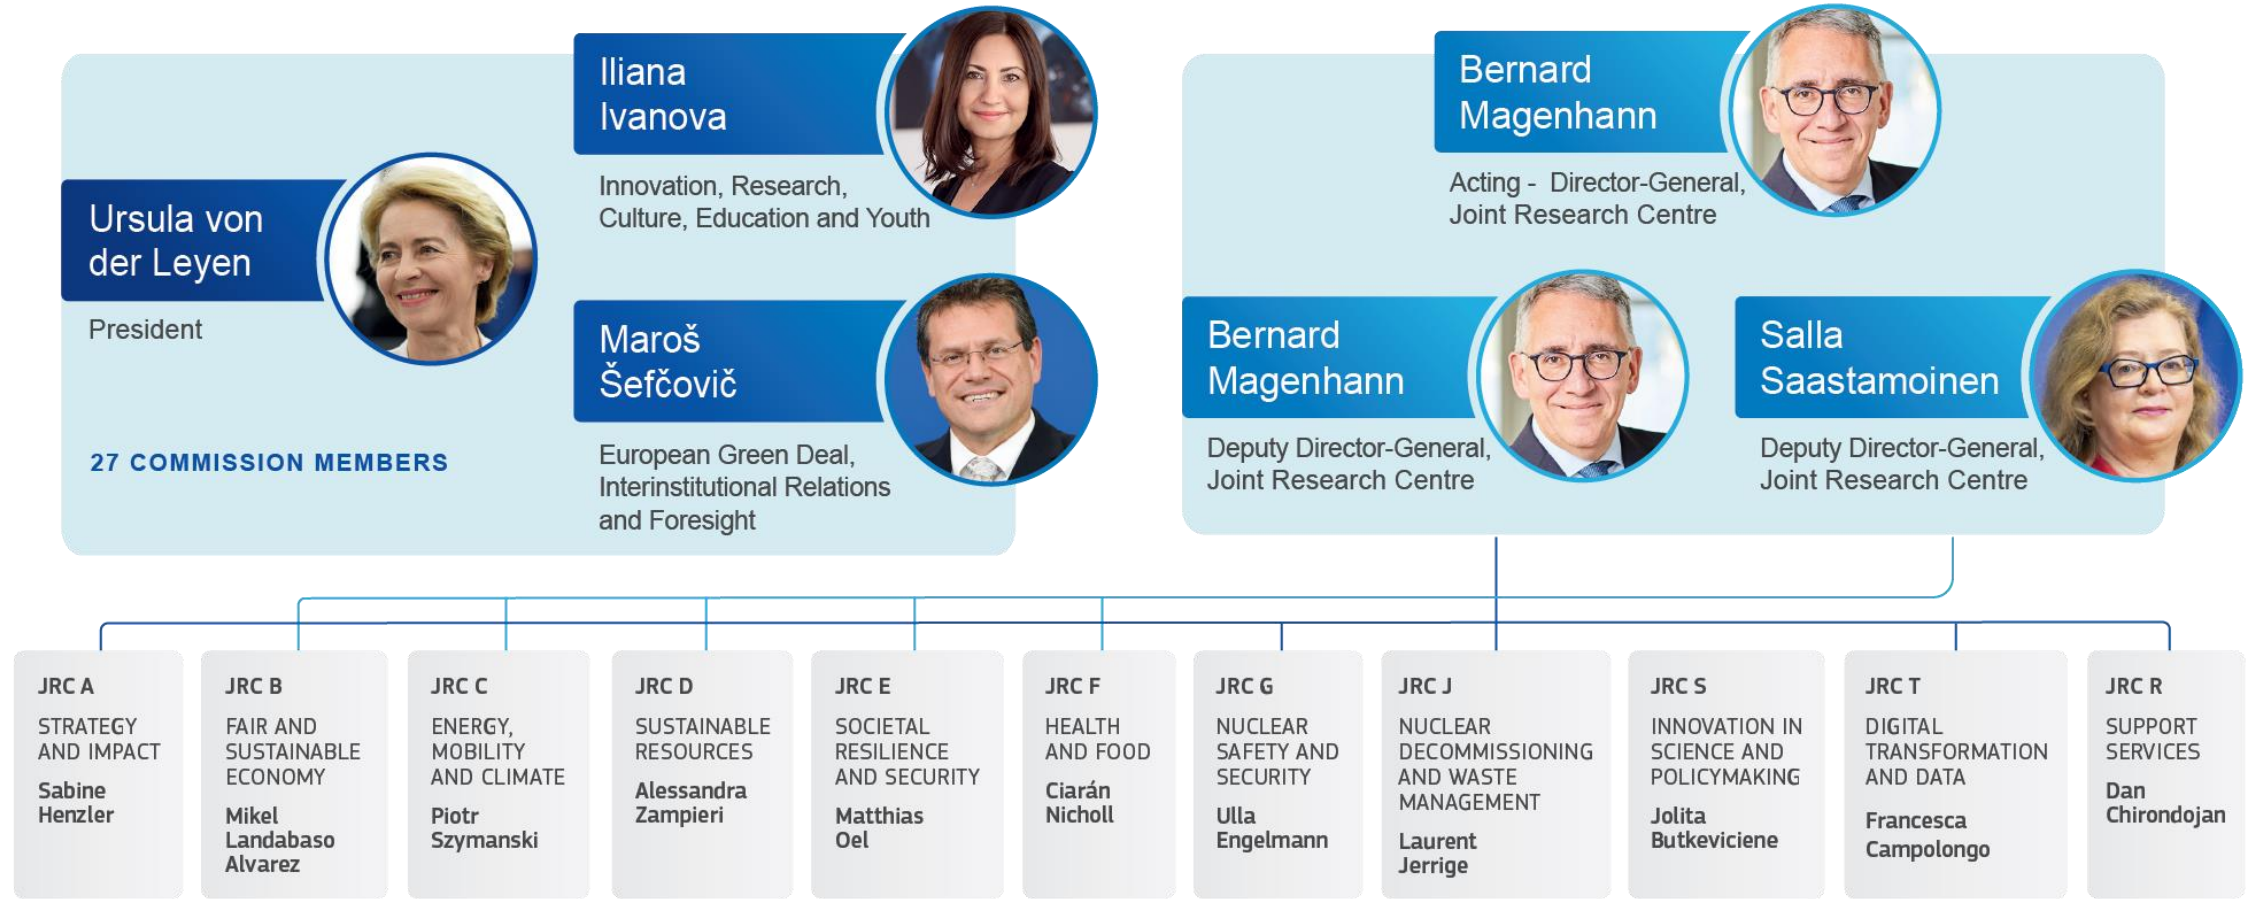 Ursula von
der Leyen
President
27 COMMISSION MEMBERS
Iliana
Ivanova
Innovation, Research,
Culture, Education and Youth
Maroš
Šefčovič
European Green Deal,
Interinstitutional Relations
and Foresight
Bernard
Magenhann
Acting - Director-General,
Joint Research Centre
Bernard
Magenhann
Deputy Director-General,
Joint Research Centre
Salla
Saastamoinen
Deputy Director-General,
Joint Research Centre
JRC A
STRATEGY
AND IMPACT
Sabine
Henzler
JRC B
FAIR AND
SUSTAINABLE
ECONOMY
Mikel
Landabaso
Alvarez
JRC C
ENERGY,
MOBILITY
AND CLIMATE
Piotr
Szymanski
JRC D
SUSTAINABLE
RESOURCES
Alessandra
Zampieri
JRC E
SOCIETAL
RESILIENCE
AND SECURITY
Matthias
Oel
JRC F
HEALTH
AND FOOD
Ciarán
Nicholl
JRC G
NUCLEAR
SAFETY AND
SECURITY
Ulla
Engelmann
JRC J
NUCLEAR
DECOMMISSIONING
AND WASTE
MANAGEMENT
Laurent
Jerrige
JRC S
INNOVATION IN
SCIENCE AND
POLICYMAKING
Jolita
Butkeviciene
JRC T
DIGITAL
TRANSFORMATION
AND DATA
Francesca
Campolongo
JRC R
SUPPORT
SERVICES
Dan
Chirondojan